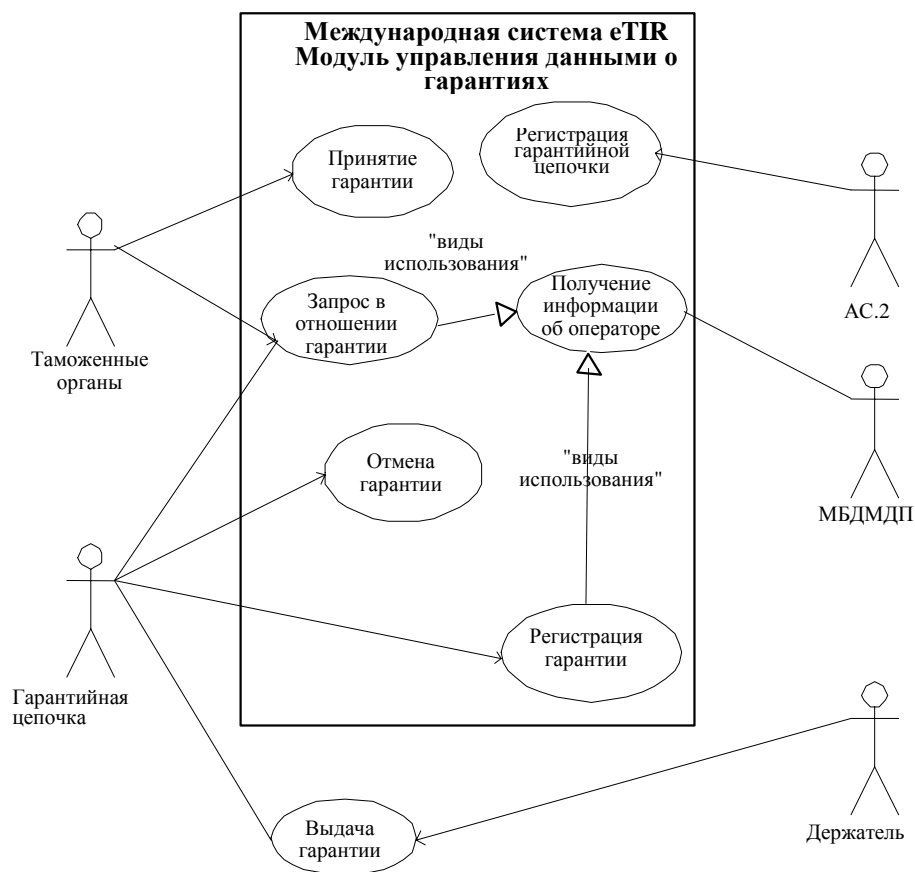 Международная система eTIR
Модуль управления данными о
гарантиях
Принятие
гарантии
Регистрация
гарантийной
цепочки
"виды
использования"
Запрос в
отношении
гарантии
Получение
информации
об операторе
АС.2
Таможенные
органы
Отмена
гарантии
"виды
использования"
МБДМДП
Регистрация
гарантии
Гарантийная
цепочка
Выдача
гарантии
Держатель